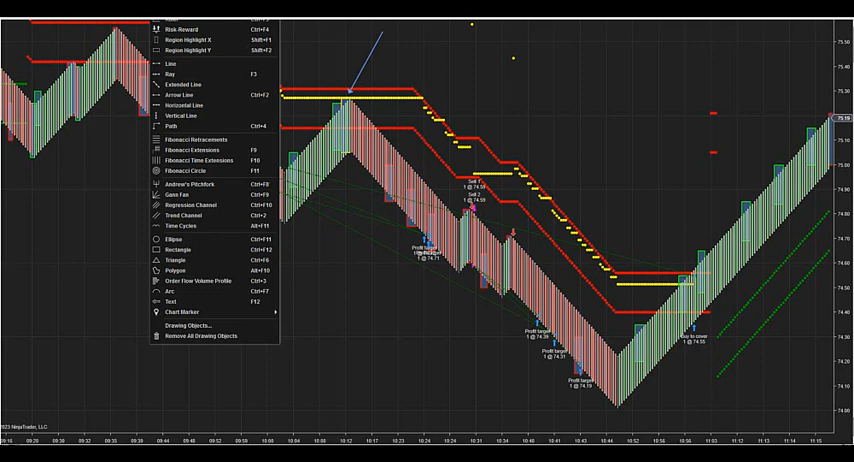 Risk-Reward Ctrl+F4
Region Highlight X Shift+F1
Region Highlight Y Shift+F2
Line
Ray F3
Extended Line
Arrow Line Ctrl+F2
Horizontal Line
Vertical Line
Path Ctrl+4
Fibonacci Retracements
Fibonacci Extensions F9
Fibonacci Time Extensions F10
Fibonacci Circle F11
Andrew's Pitchfork Ctrl+F8
Gann Fan Ctrl+F9
Regression Channel Ctrl+F10
Trend Channel Ctrl+2
Time Cycles Alt+F11
Ellipse Ctrl+F11
Rectangle Ctrl+F12
Triangle Ctrl+F6
Polygon Alt+F10
Order Flow Volume Profile Ctrl+3
Arc Ctrl+F7
Text F12
Chart Marker
Drawing Objects...
Remove All Drawing Objects
Sell 1
1 @ 74.59
Sell 2
1 @ 74.59
1 @ 74.71
Profit target
1 @ 74.39
Profit target
1 @ 74.31
Profit target
1 @ 74.19
Buy to cover
1 @ 74.55
75.50
75.40
75.30
75.19
75.10
75.00
74.90
74.80
74.70
74.60
74.50
74.40
74.30
74.20
74.10
74.00
2023 NinjaTrader, LLC
09:16 09:20 09:32 09:35 09:38 09:41 09:44 09:48 09:52 10:04 10:08 10:12 10:17 10:20 10:24 10:28 10:31 10:34 10:40 10:41 10:43 10:44 10:52 10:56 10:58 11:03 11:12 11:13 11:14 11:15